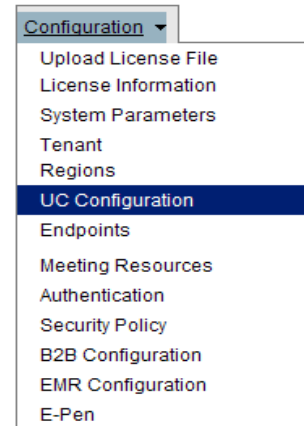 Configuration
Upload License File
License Information
System Parameters
Tenant
Regions
UC Configuration
Endpoints
Meeting Resources
Authentication
Security Policy
B2B Configuration
EMR Configuration
E-Pen